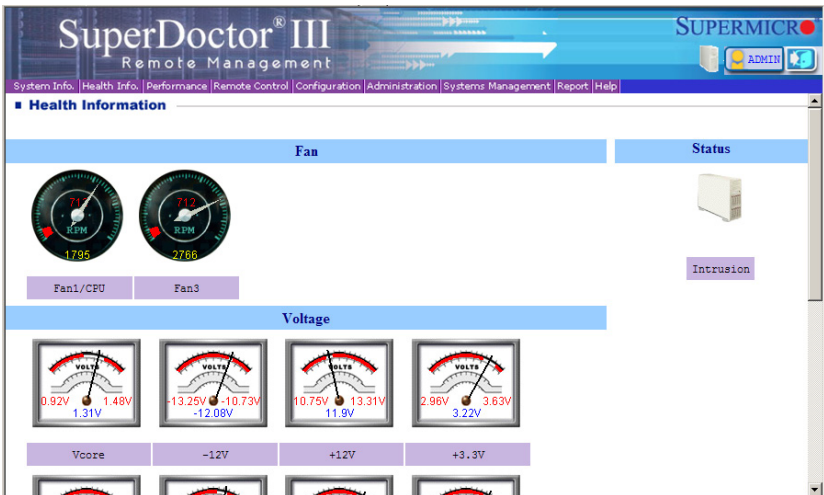 SuperDoctor® III
Remote Management
SUPERMICRO
ADMIN
System Info. Health Info. Performance Remote Control Configuration Administration Systems Management Report Help
Health Information
Fan
Status
712 712
RPM RPM
1795 2766
Fan1/CPU Fan3
Intrusion
Voltage
VOLTS VOLTS VOLTS VOLTS
0.92V 1.48V -13.25V -10.73V 10.75V 13.31V 2.96V 3.63V
1.31V -12.08V 11.9V 3.22V
Vcore -12V +12V +3.3V